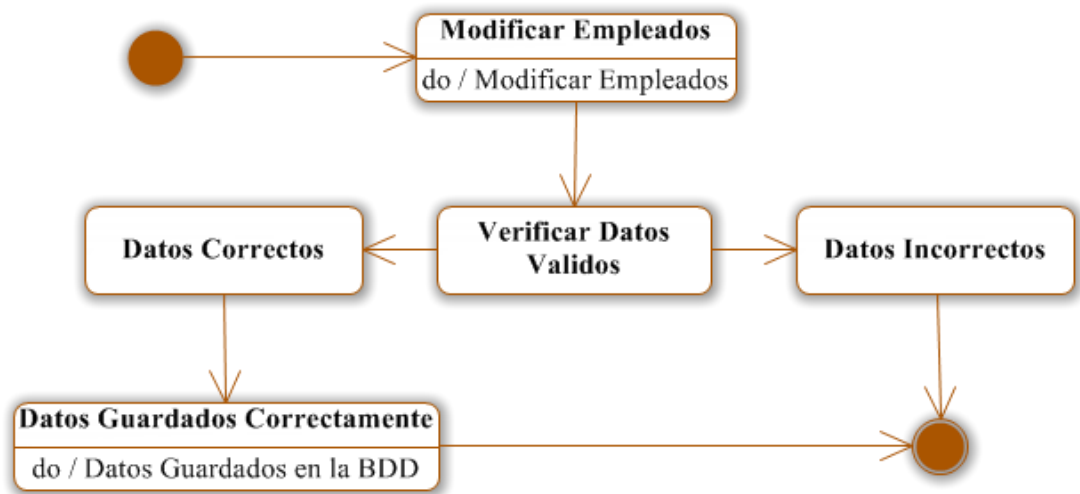 Modificar Empleados
do / Modificar Empleados
Datos Correctos
Verificar Datos
Validos
Datos Incorrectos
Datos Guardados Correctamente
do / Datos Guardados en la BDD